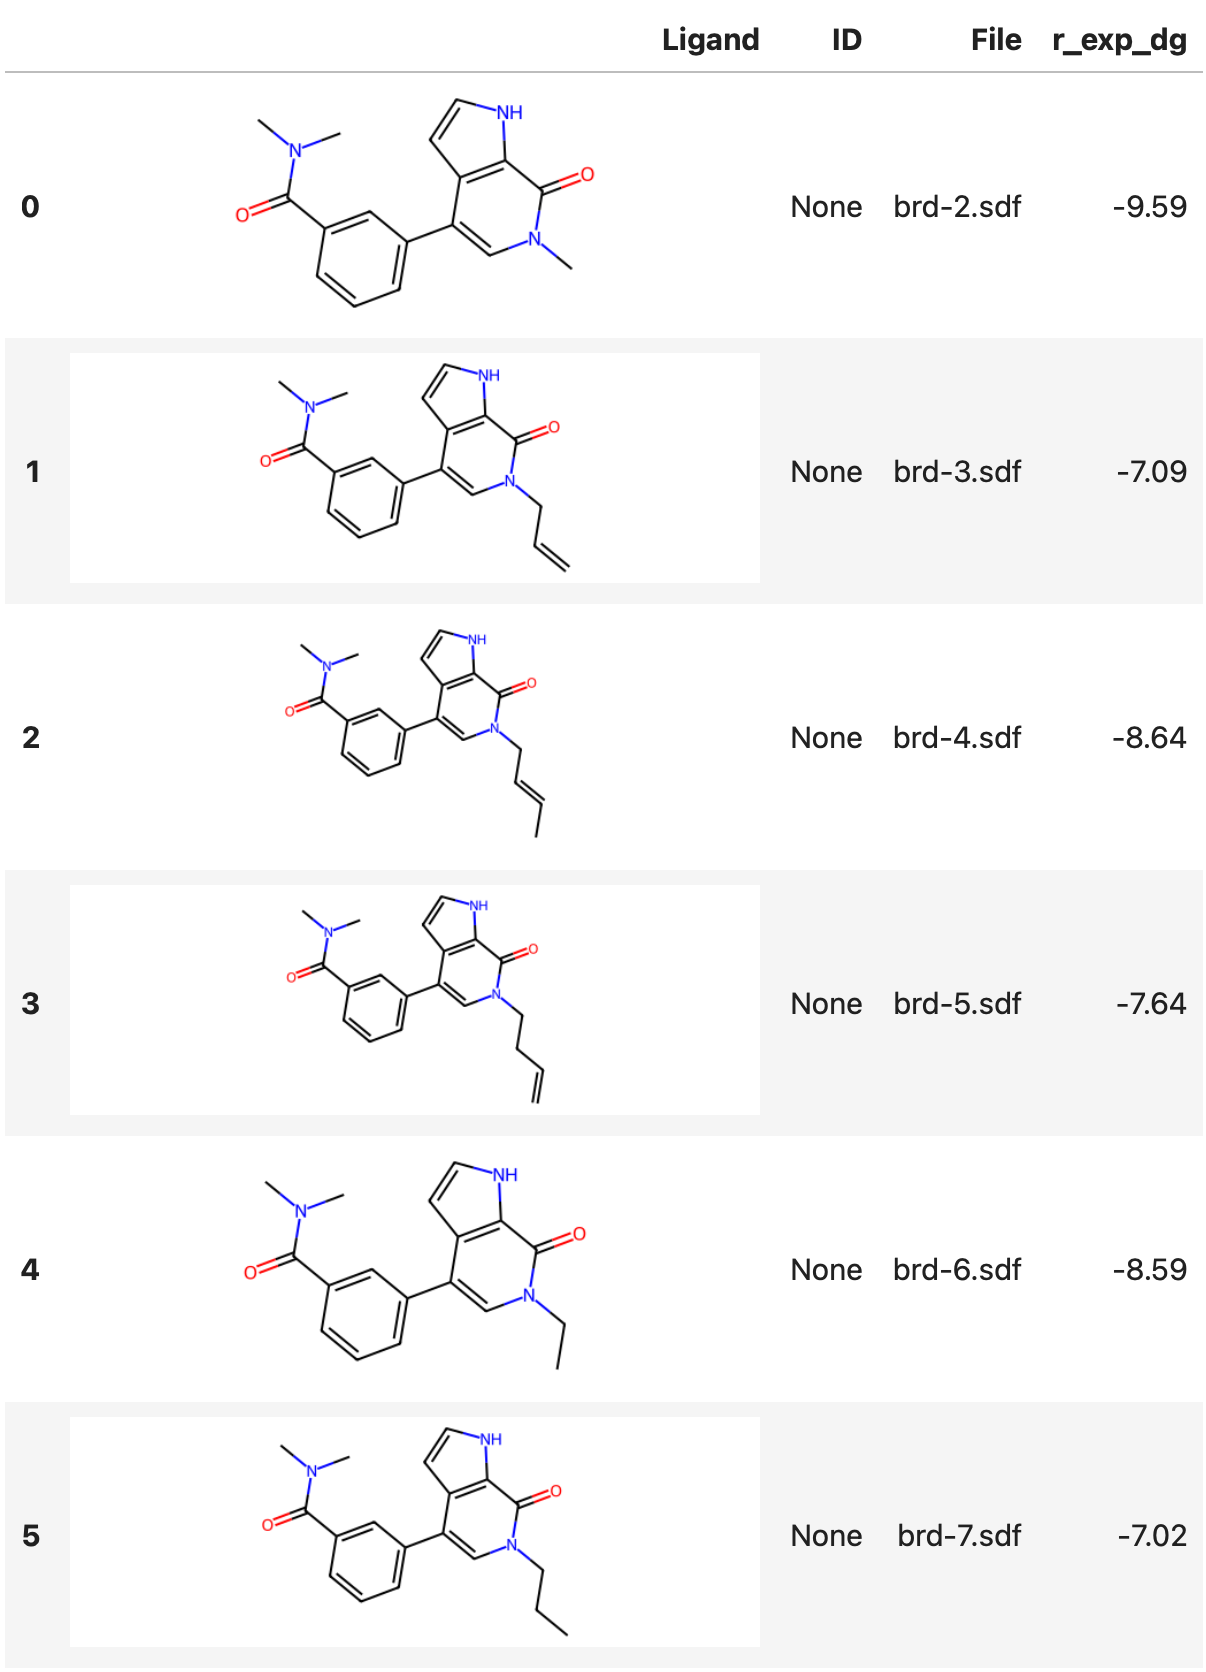 Ligand ID File r_exp_dg
NH
N
O
O
N
0 None brd-2.sdf -9.59
NH
N
O
O
N
1 None brd-3.sdf -7.09
NH
N
O
O
N
2 None brd-4.sdf -8.64
NH
N
O
O
N
3 None brd-5.sdf -7.64
NH
N
O
O
N
4 None brd-6.sdf -8.59
NH
N
O
O
N
5 None brd-7.sdf -7.02